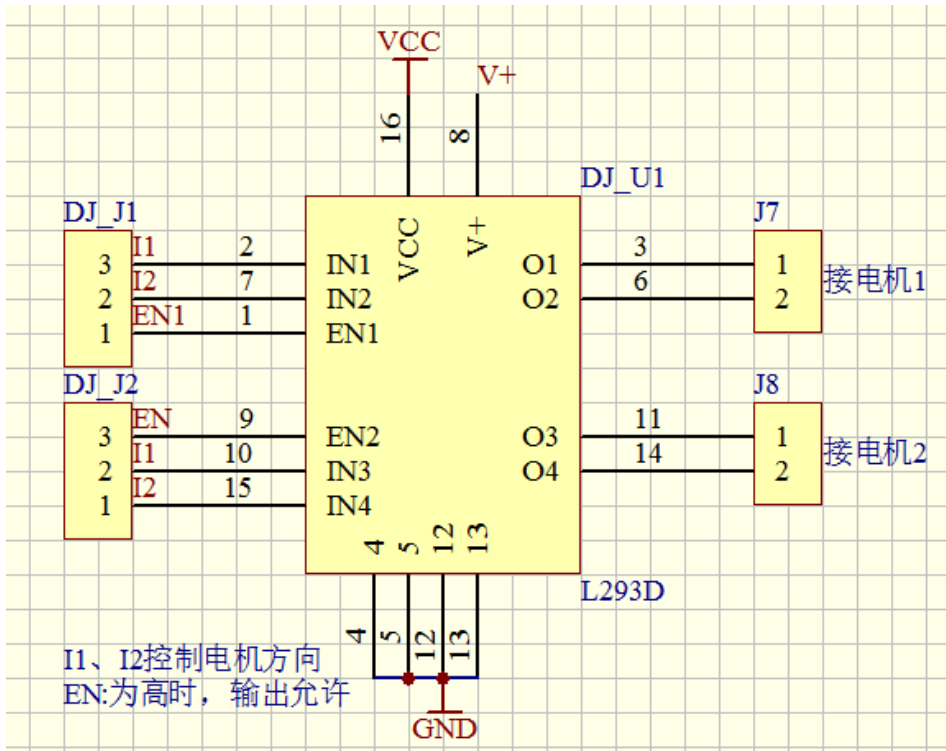 VCC
V+
16
8
DJ_U1
DJ_J1
J7
I1 2
3 IN1 VCC V+ O1 3 1
I2 7
2 IN2 O2 6 2
接电机1
EN1 1
1 EN1
DJ_J2
J8
EN 9
3 EN2 O3 11 1
I1 10
2 IN3 O4 14 2
接电机2
I2 15
1 IN4
4 5 12 13
L293D
4 5 12 13
I1、I2控制电机方向
EN:为高时，输出允许
GND